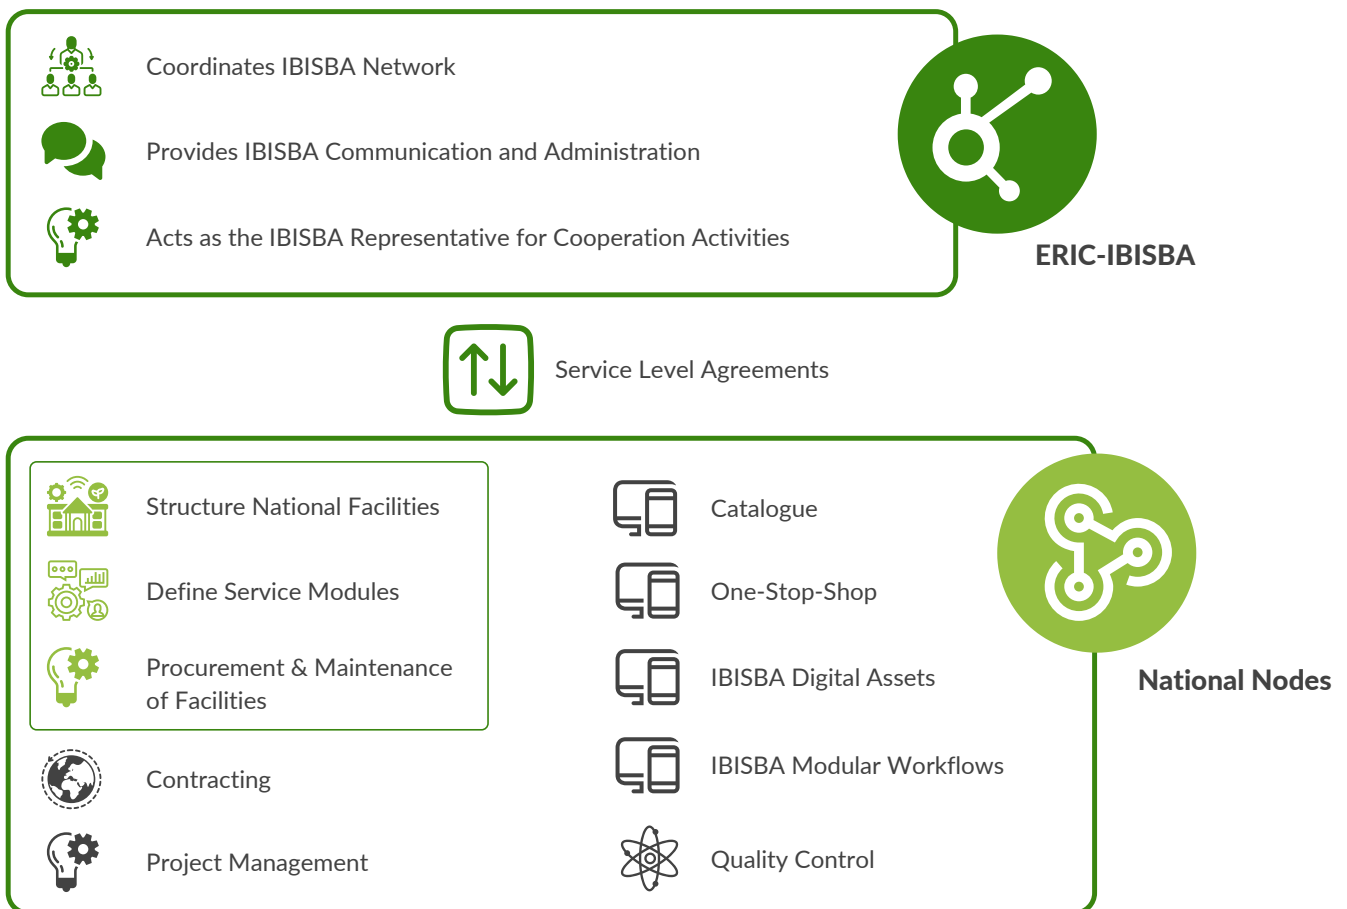 Coordinates IBISBA Network
Provides IBISBA Communication and Administration
Acts as the IBISBA Representative for Cooperation Activities
ERIC-IBISBA
Service Level Agreements
Structure National Facilities
Define Service Modules
Procurement & Maintenance
of Facilities
Contracting
Project Management
Catalogue
One-Stop-Shop
IBISBA Digital Assets
IBISBA Modular Workflows
Quality Control
National Nodes